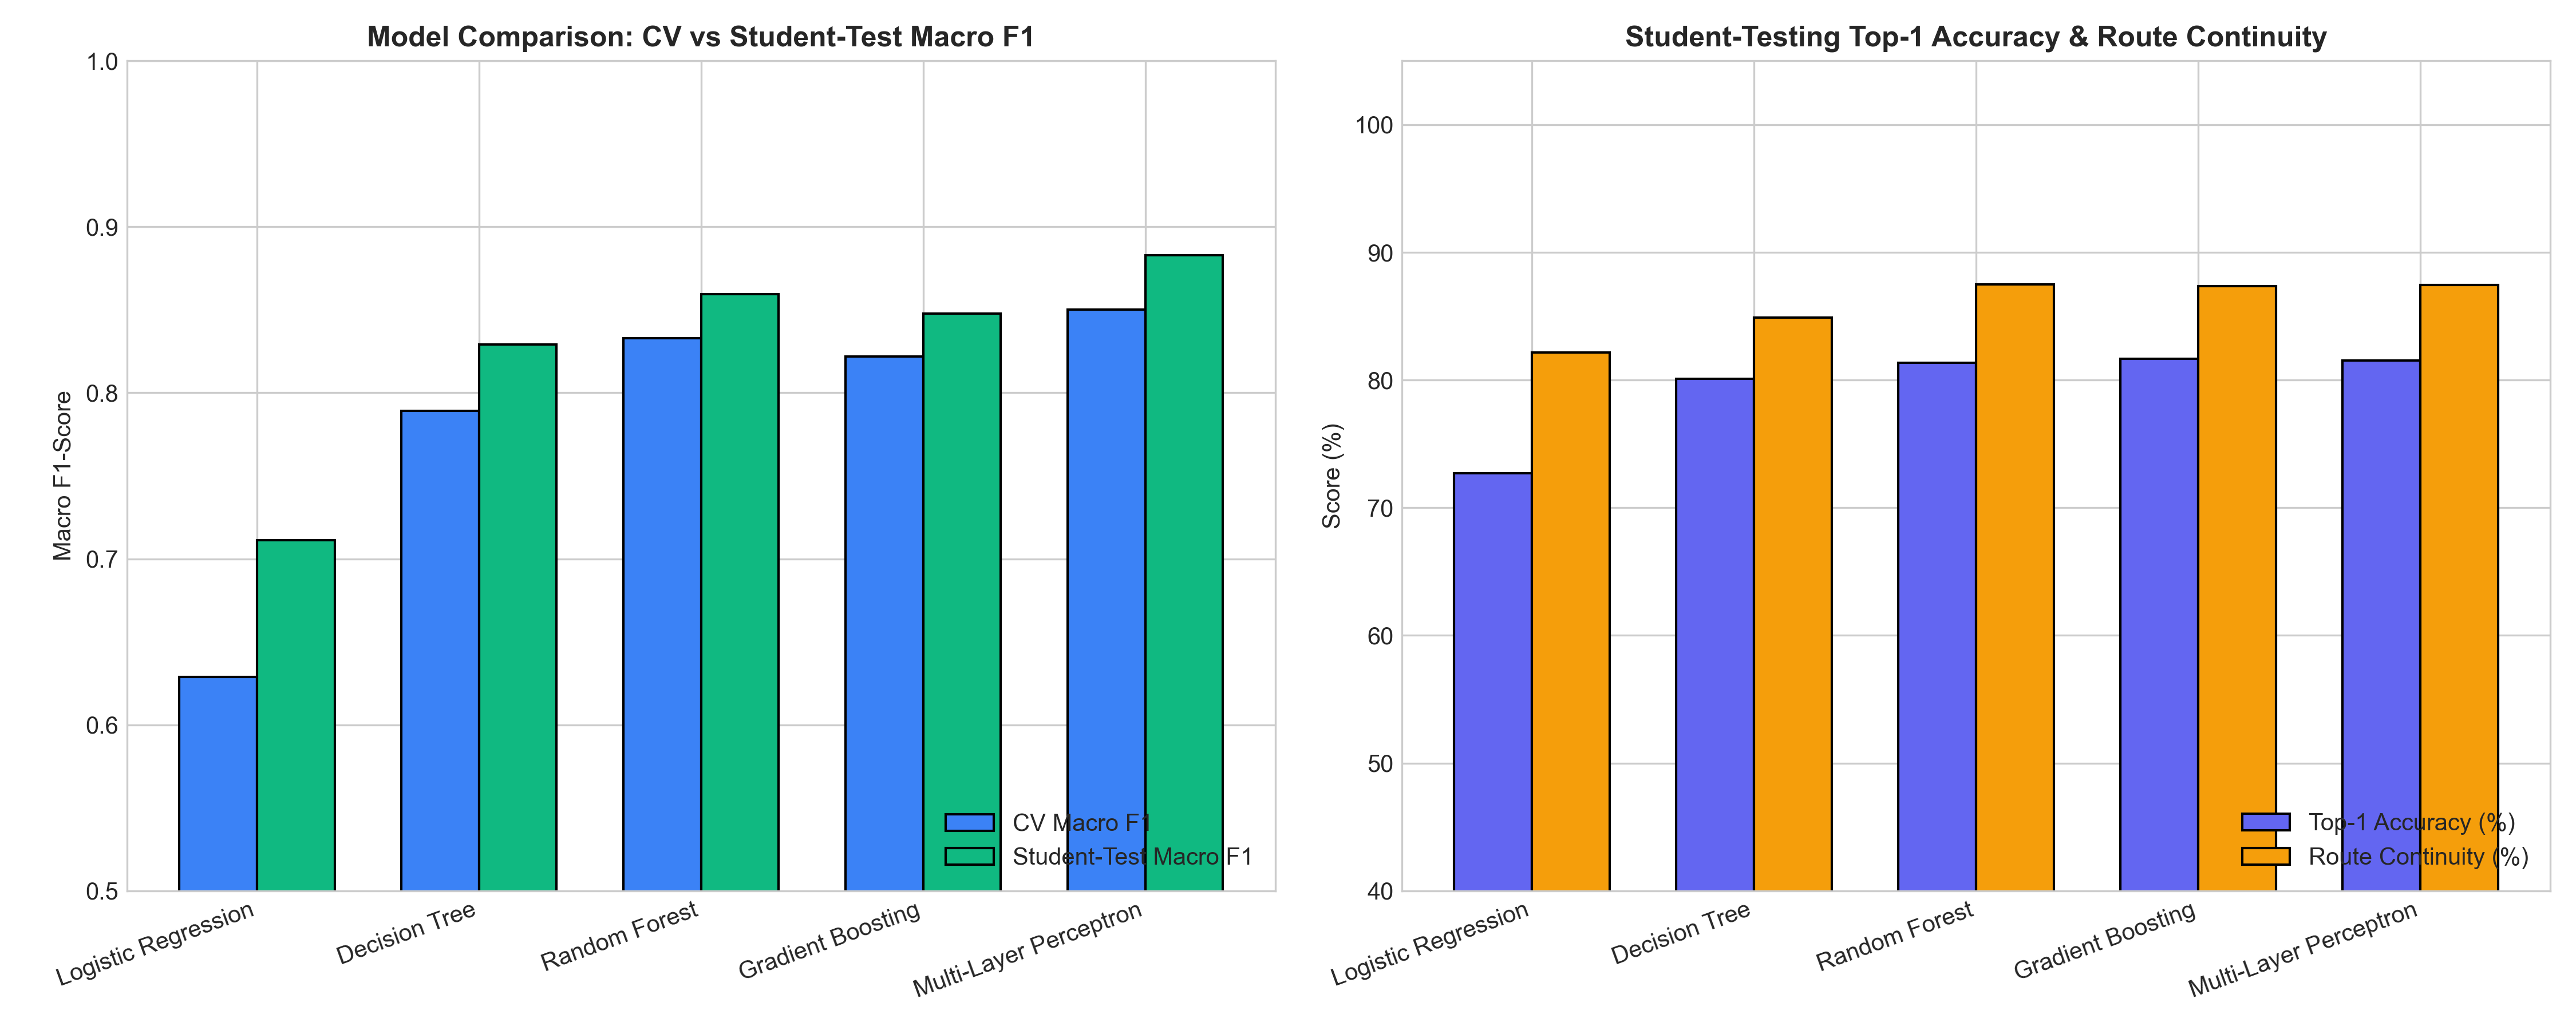 Model Comparison: CV vs Student-Test Macro F1
Macro F1-Score
1.0
0.9
0.8
0.7
0.6
0.5
Logistic Regression
Decision Tree
Random Forest
Gradient Boosting
Multi-Layer Perceptron
CV Macro F1
Student-Test Macro F1
Student-Testing Top-1 Accuracy & Route Continuity
Score (%)
100
90
80
70
60
50
40
Logistic Regression
Decision Tree
Random Forest
Gradient Boosting
Multi-Layer Perceptron
Top-1 Accuracy (%)
Route Continuity (%)